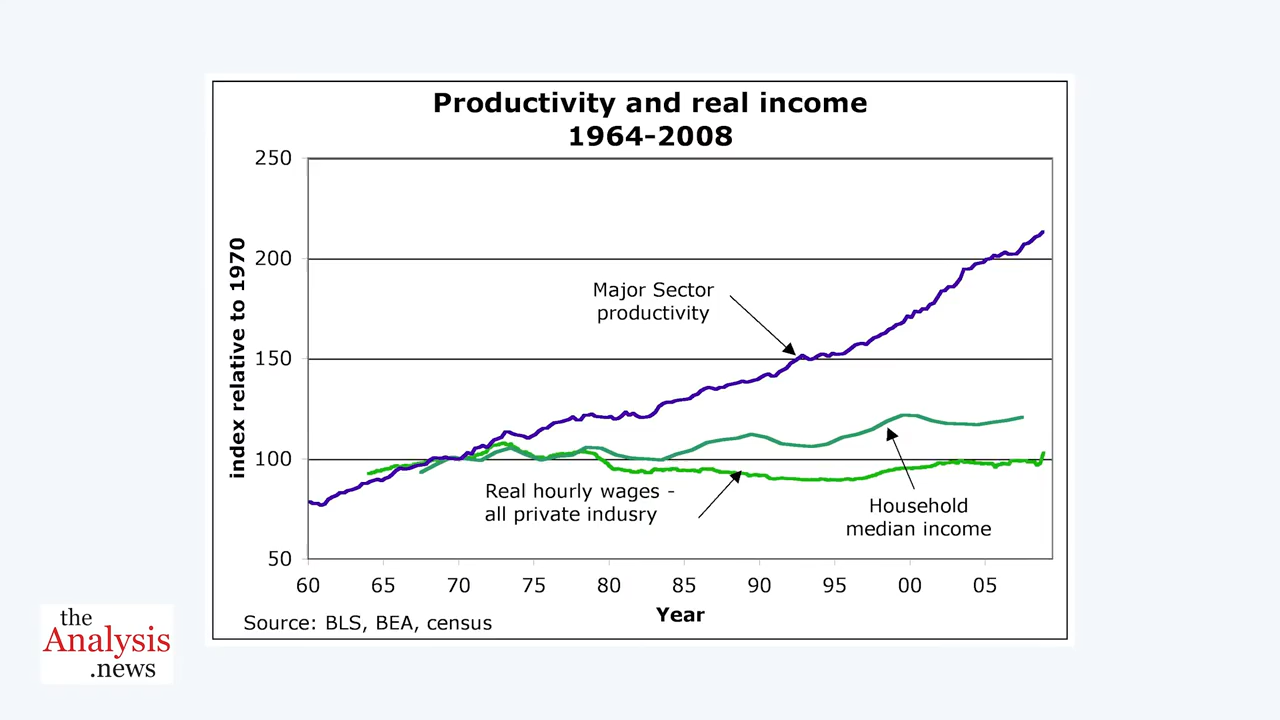 Productivity and real income
1964-2008
250
200
150
100
50
index relative to 1970
Major Sector
productivity
Real hourly wages -
all private indusry
Household
median income
60 65 70 75 80 85 90 95 00 05
Year
Source: BLS, BEA, census
the
Analysis
.news